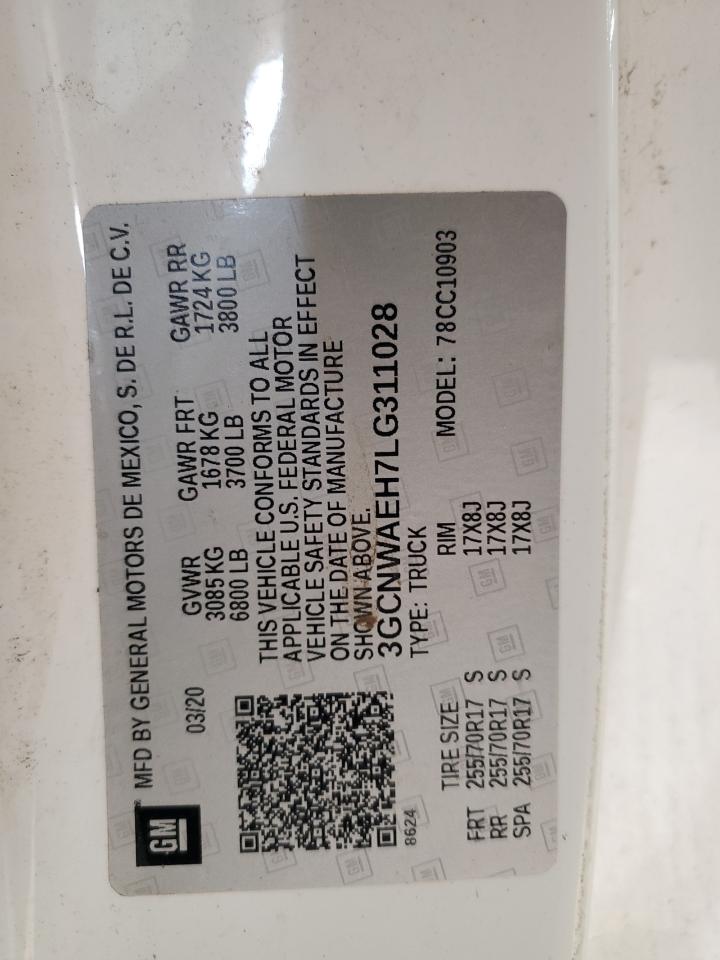 GM
MFD BY GENERAL MOTORS DE MEXICO, S. DE R.L. DE C.V.
03/20
GVWR GAWR FRT GAWR RR
3085 KG 1678 KG 1724 KG
6800 LB 3700 LB 3800 LB
THIS VEHICLE CONFORMS TO ALL
APPLICABLE U.S. FEDERAL MOTOR
VEHICLE SAFETY STANDARDS IN EFFECT
ON THE DATE OF MANUFACTURE
SHOWN ABOVE.
3GCNWAEH7LG311028
8624
TYPE: TRUCK MODEL: 78CC10903
TIRE SIZE RIM
FRT 255/70R17 S 17X8J
RR 255/70R17 S 17X8J
SPA 255/70R17 S 17X8J